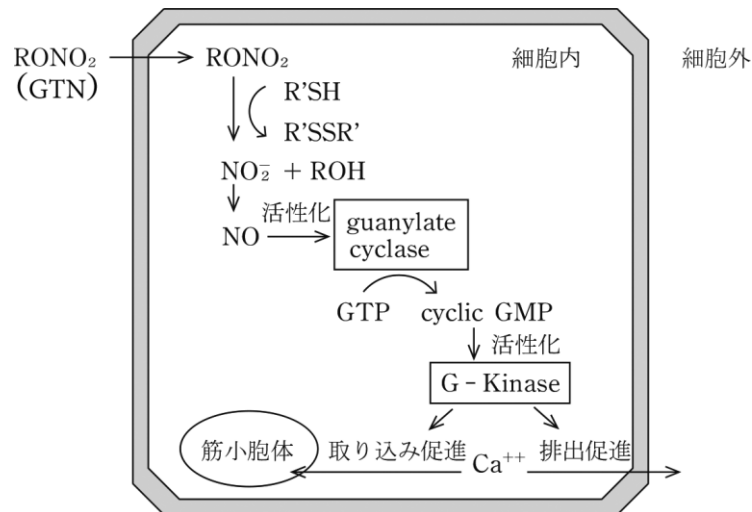 RONO₂
(GTN)
RONO₂
細胞内
細胞外
R'SH
R'SSR'
NO₂⁻ + ROH
NO
活性化
guanylate
cyclase
GTP
cyclic GMP
活性化
G - Kinase
筋小胞体
取り込み促進
Ca⁺⁺
排出促進